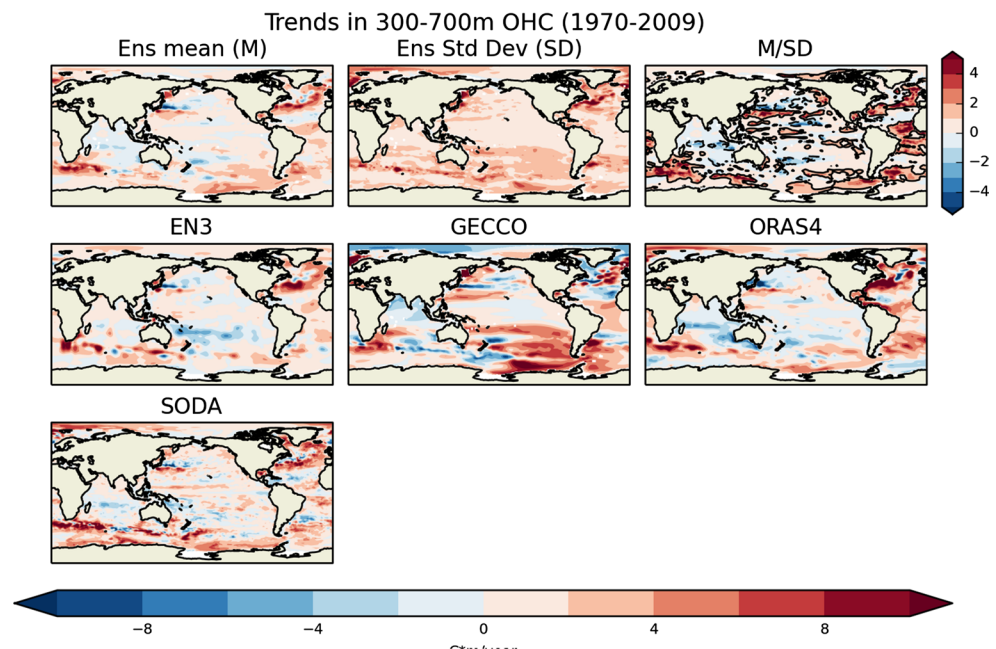 Trends in 300-700m OHC (1970-2009)
Ens mean (M) Ens Std Dev (SD) M/SD
4
2
0
−2
−4
EN3 GECCO ORAS4
SODA
−8 −4 0 4 8